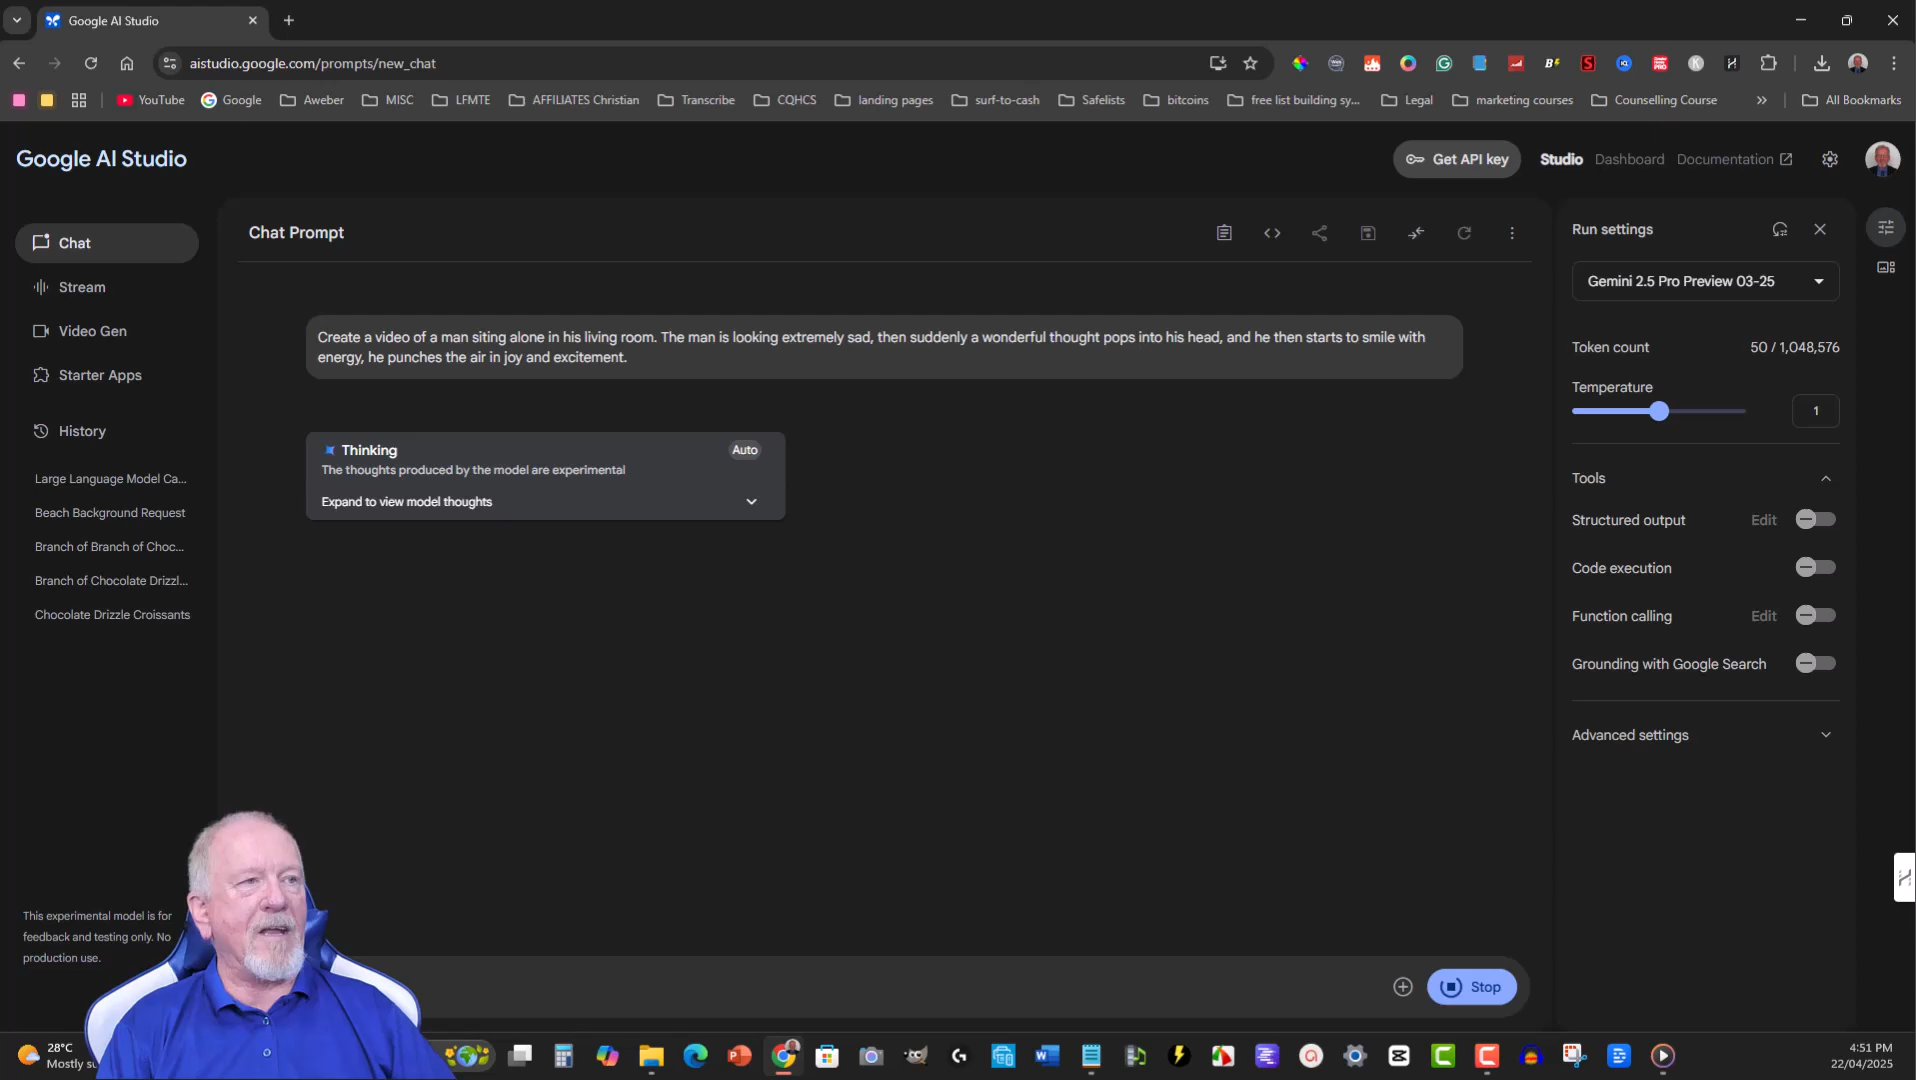 Google AI Studio
aistudio.google.com/prompts/new_chat
YouTube
Google
Aweber
MISC
LFMTE
AFFILIATES Christian
Transcribe
CQHCS
landing pages
surf-to-cash
Safelists
bitcoins
free list building sy...
Legal
marketing courses
Counselling Course
All Bookmarks
Google AI Studio
Get API key
Studio
Dashboard
Documentation
Chat
Stream
Video Gen
Starter Apps
History
Large Language Model Ca...
Beach Background Request
Branch of Branch of Choc...
Branch of Chocolate Drizzl...
Chocolate Drizzle Croissants
This experimental model is for
feedback and testing only. No
production use.
Chat Prompt
Create a video of a man siting alone in his living room. The man is looking extremely sad, then suddenly a wonderful thought pops into his head, and he then starts to smile with
energy, he punches the air in joy and excitement.
Thinking
Auto
The thoughts produced by the model are experimental
Expand to view model thoughts
Stop
Run settings
Gemini 2.5 Pro Preview 03-25
Token count
50 / 1,048,576
Temperature
1
Tools
Structured output
Edit
Code execution
Function calling
Edit
Grounding with Google Search
Advanced settings
28°C
Mostly
4:51 PM
22/04/2025